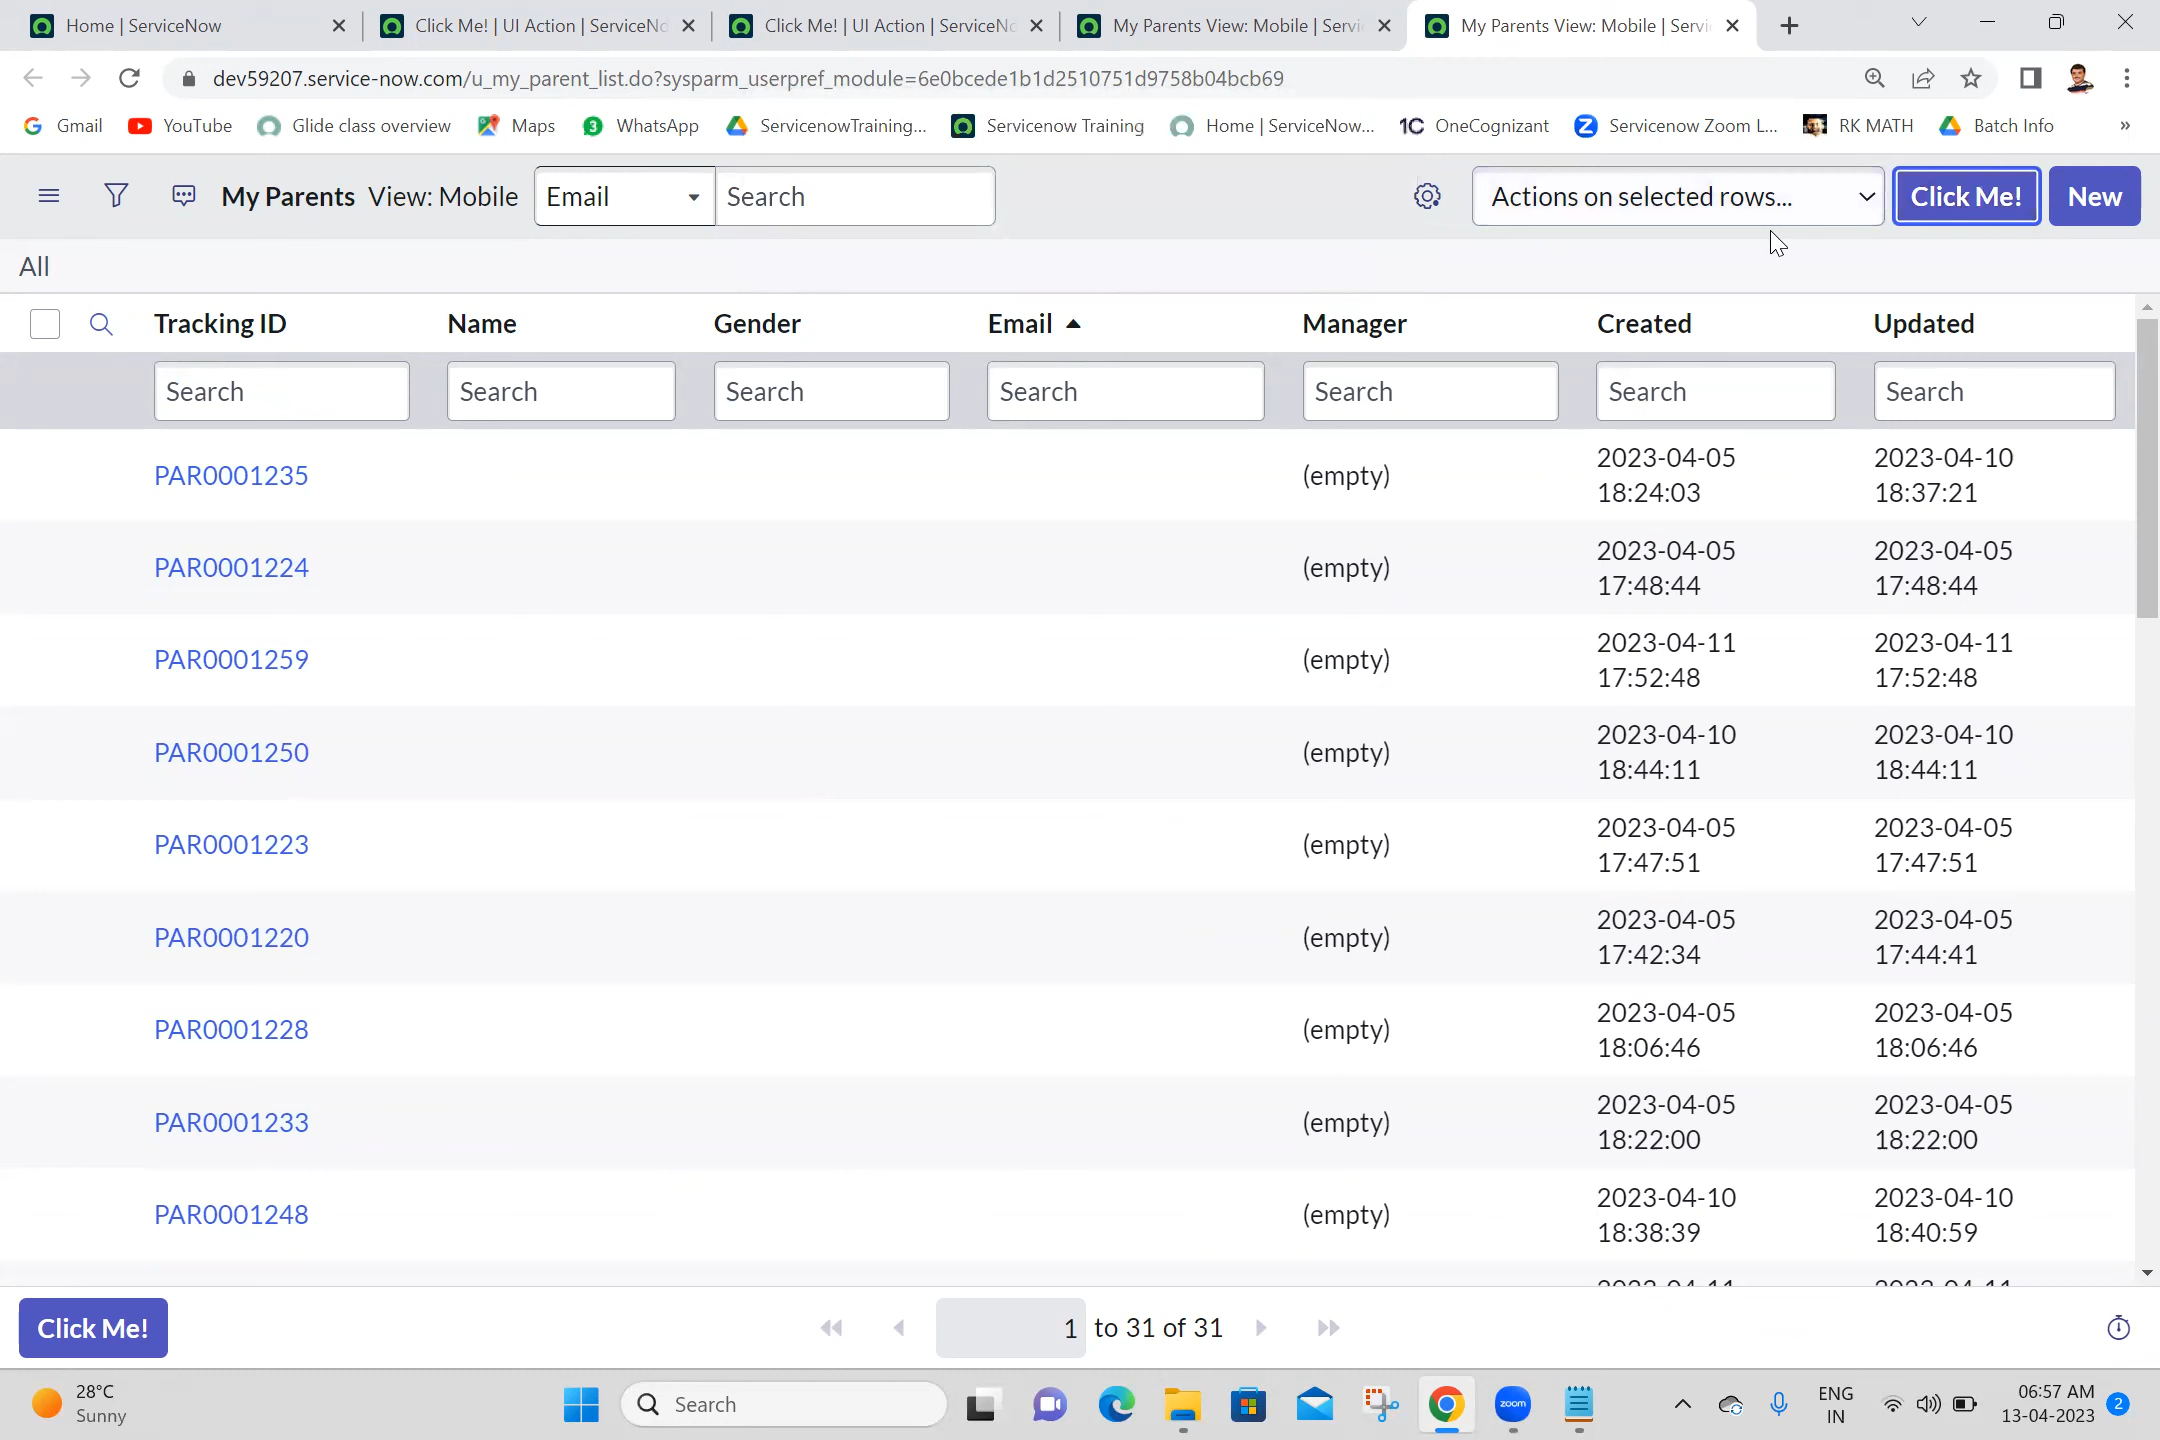 Home | ServiceNow
Click Me! | UI Action | ServiceNo
Click Me! | UI Action | ServiceNo
My Parents View: Mobile | Servi
My Parents View: Mobile | Servi
dev59207.service-now.com/u_my_parent_list.do?sysparm_userpref_module=6e0bcede1b1d2510751d9758b04bcb69
Gmail YouTube Glide class overview Maps WhatsApp ServicenowTraining... Servicenow Training Home | ServiceNow... 1C OneCognizant Servicenow Zoom L... RK MATH Batch Info »
My Parents View: Mobile Email Search Actions on selected rows... Click Me! New
All
Tracking ID Name Gender Email Manager Created Updated
Search Search Search Search Search Search Search
PAR0001235 (empty) 2023-04-05 18:24:03 2023-04-10 18:37:21
PAR0001224 (empty) 2023-04-05 17:48:44 2023-04-05 17:48:44
PAR0001259 (empty) 2023-04-11 17:52:48 2023-04-11 17:52:48
PAR0001250 (empty) 2023-04-10 18:44:11 2023-04-10 18:44:11
PAR0001223 (empty) 2023-04-05 17:47:51 2023-04-05 17:47:51
PAR0001220 (empty) 2023-04-05 17:42:34 2023-04-05 17:44:41
PAR0001228 (empty) 2023-04-05 18:06:46 2023-04-05 18:06:46
PAR0001233 (empty) 2023-04-05 18:22:00 2023-04-05 18:22:00
PAR0001248 (empty) 2023-04-10 18:38:39 2023-04-10 18:40:59
Click Me! 1 to 31 of 31
28°C
Sunny
Search
zoom
ENG
IN
06:57 AM
13-04-2023
2